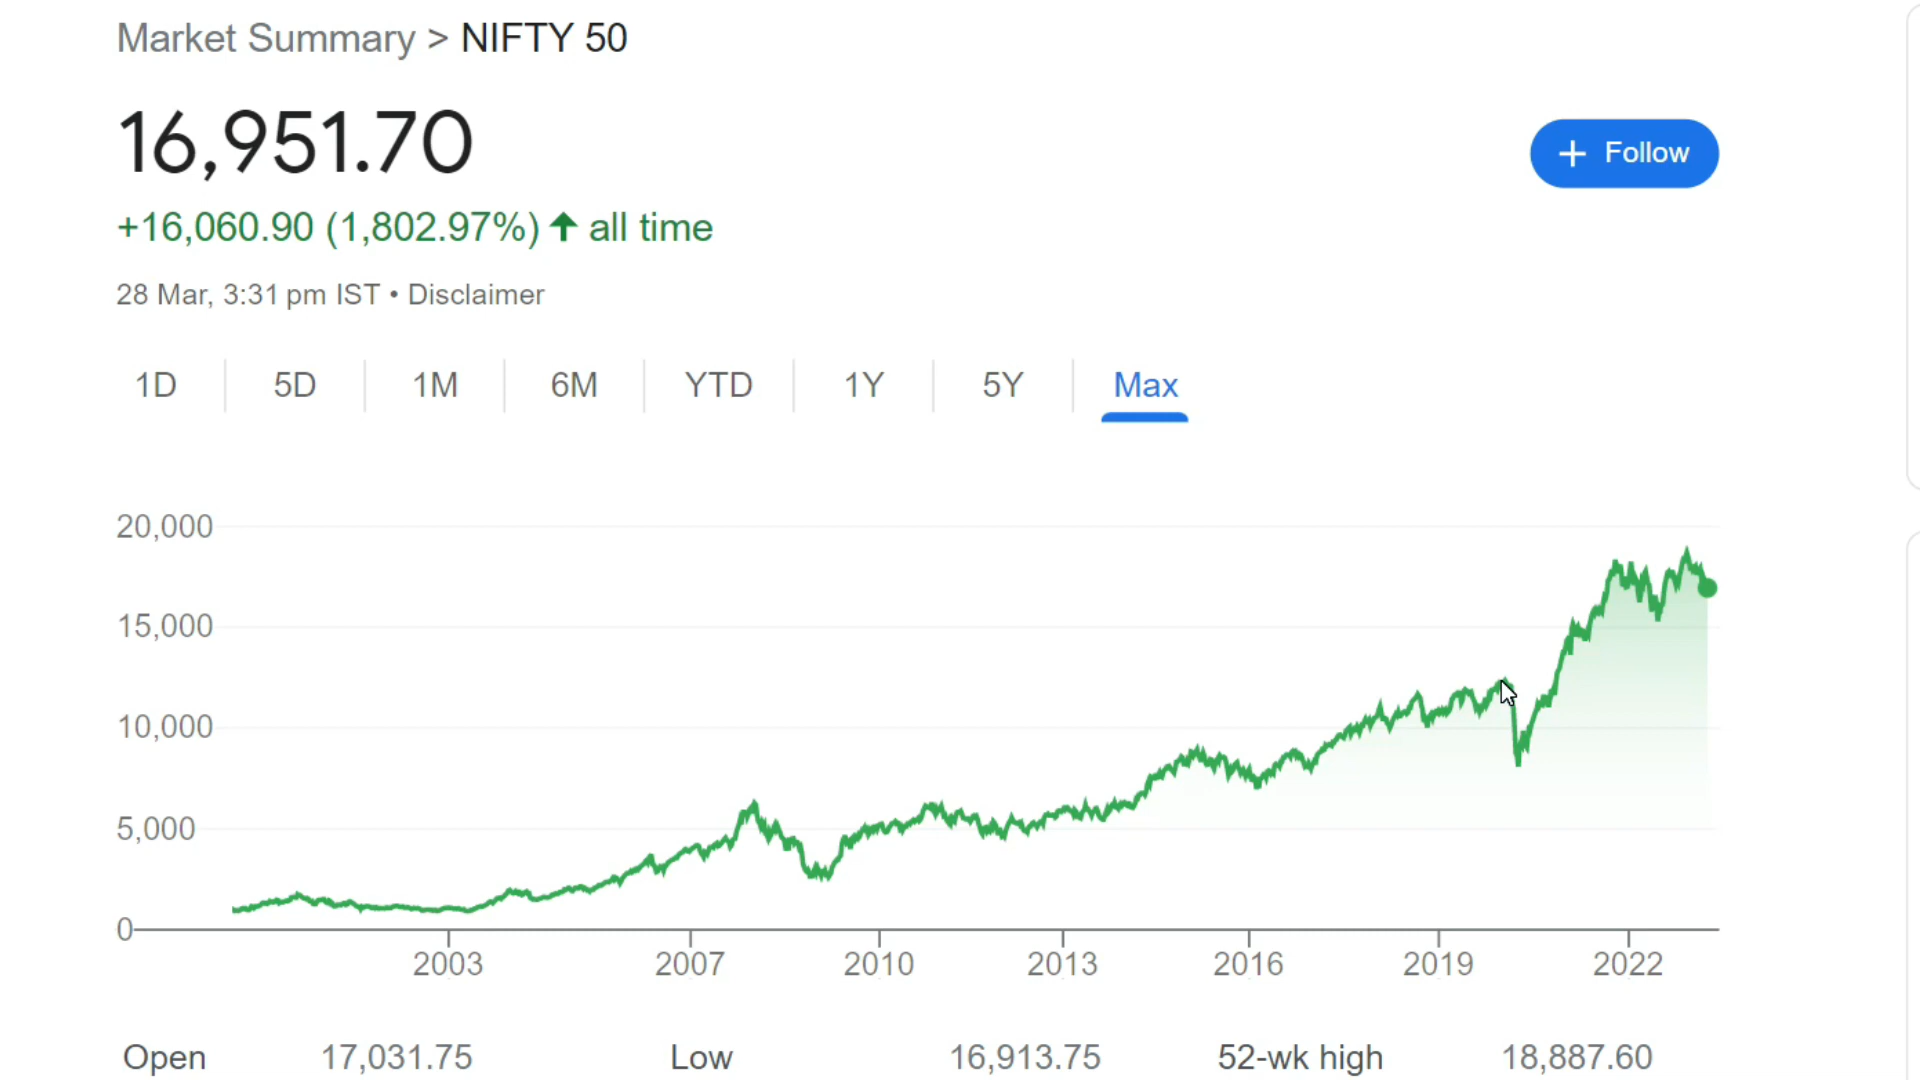 Market Summary > NIFTY 50
16,951.70
+ Follow
+16,060.90 (1,802.97%) ↑ all time
28 Mar, 3:31 pm IST • Disclaimer
1D 5D 1M 6M YTD 1Y 5Y Max
20,000
15,000
10,000
5,000
0
2003 2007 2010 2013 2016 2019 2022
Open 17,031.75 Low 16,913.75 52-wk high 18,887.60